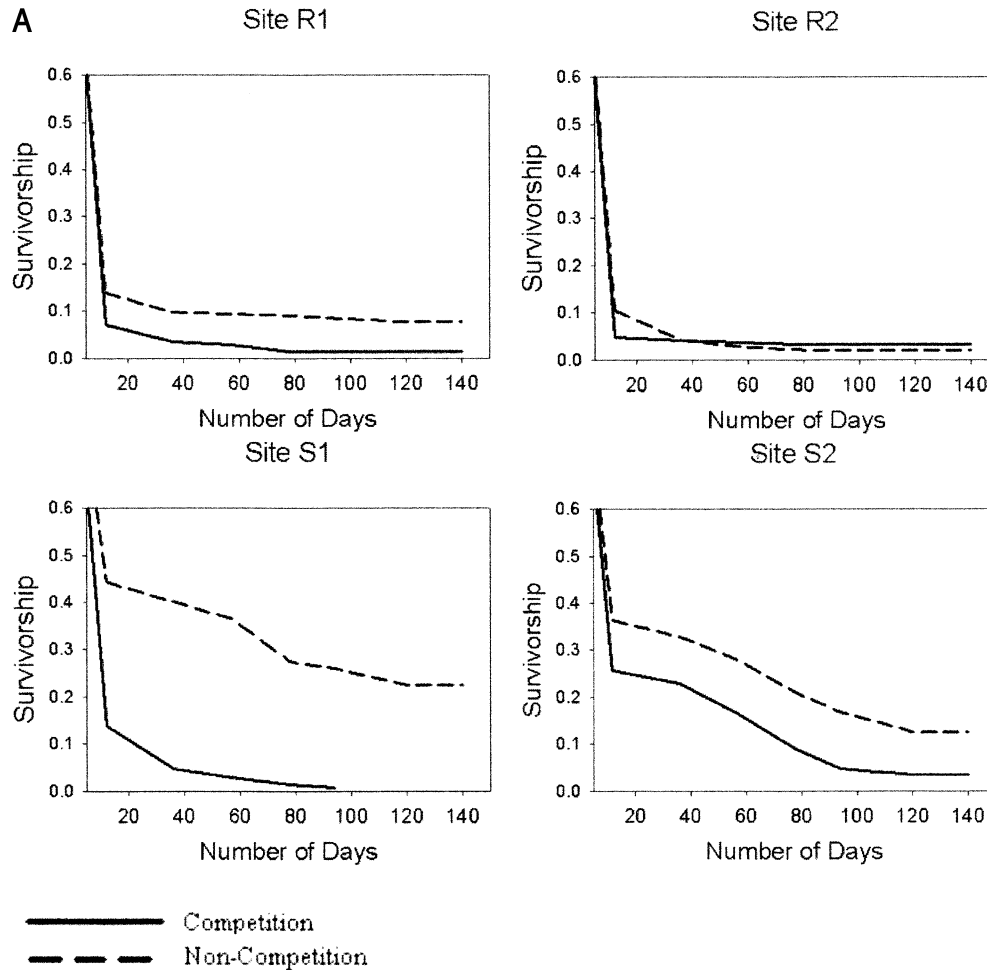 A
Site R1
Survivorship
0.6
0.5
0.4
0.3
0.2
0.1
0.0
20 40 60 80 100 120 140
Number of Days
Site R2
Survivorship
0.6
0.5
0.4
0.3
0.2
0.1
0.0
20 40 60 80 100 120 140
Number of Days
Site S1
Survivorship
0.6
0.5
0.4
0.3
0.2
0.1
0.0
20 40 60 80 100 120 140
Number of Days
Site S2
Survivorship
0.6
0.5
0.4
0.3
0.2
0.1
0.0
20 40 60 80 100 120 140
Number of Days
Competition
Non-Competition